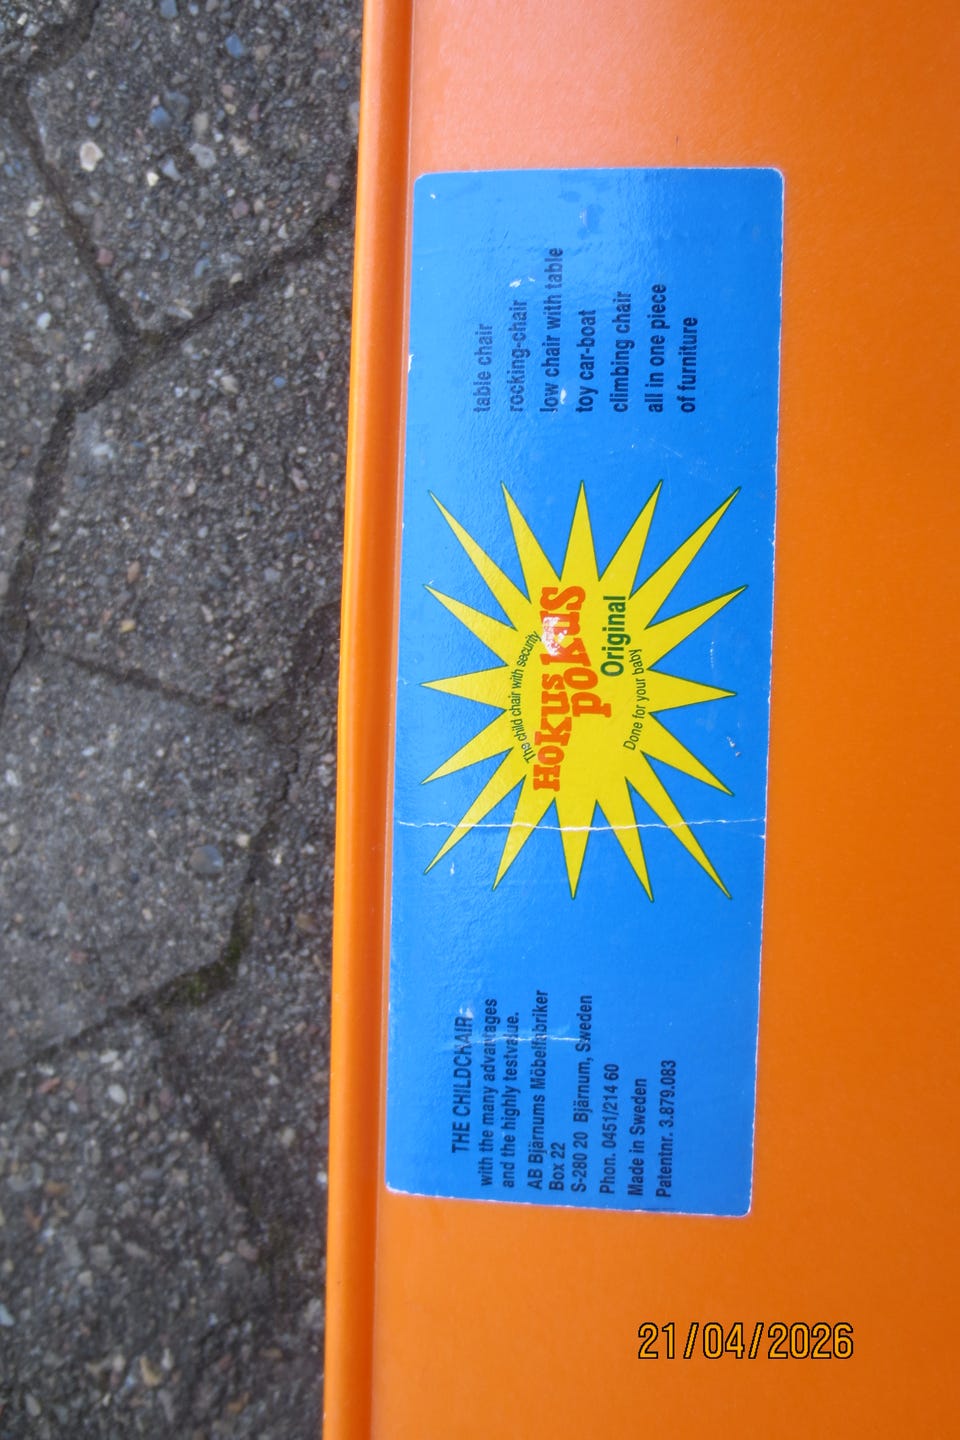 THE CHILDCHAIR
with the many advantages
and the highly testvalue.
AB Bjärnums Möbelfabriker
Box 22
S-280 20 Bjärnum, Sweden
Phon. 0451/214 60
Made in Sweden
Patentnr. 3.879.083
The child chair with security
Hokus
pokus
Original
Done for your baby
table chair
rocking-chair
low chair with table
toy car-boat
climbing chair
all in one piece
of furniture
21/04/2026